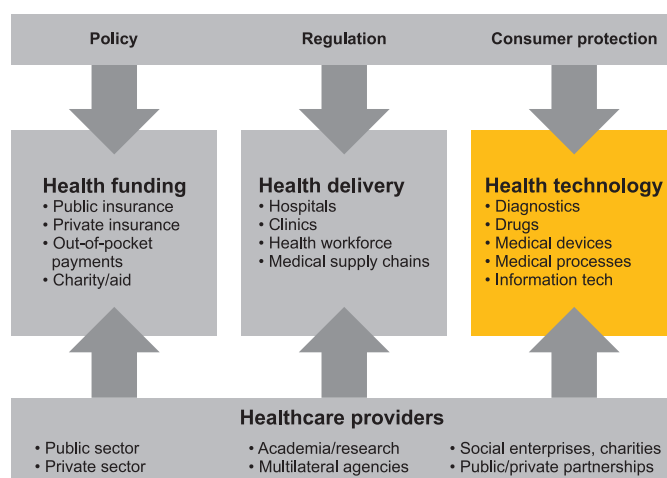 Policy
Regulation
Consumer protection
Health funding
• Public insurance
• Private insurance
• Out-of-pocket
payments
• Charity/aid
Health delivery
• Hospitals
• Clinics
• Health workforce
• Medical supply chains
Health technology
• Diagnostics
• Drugs
• Medical devices
• Medical processes
• Information tech
Healthcare providers
• Public sector
• Private sector
• Academia/research
• Multilateral agencies
• Social enterprises, charities
• Public/private partnerships